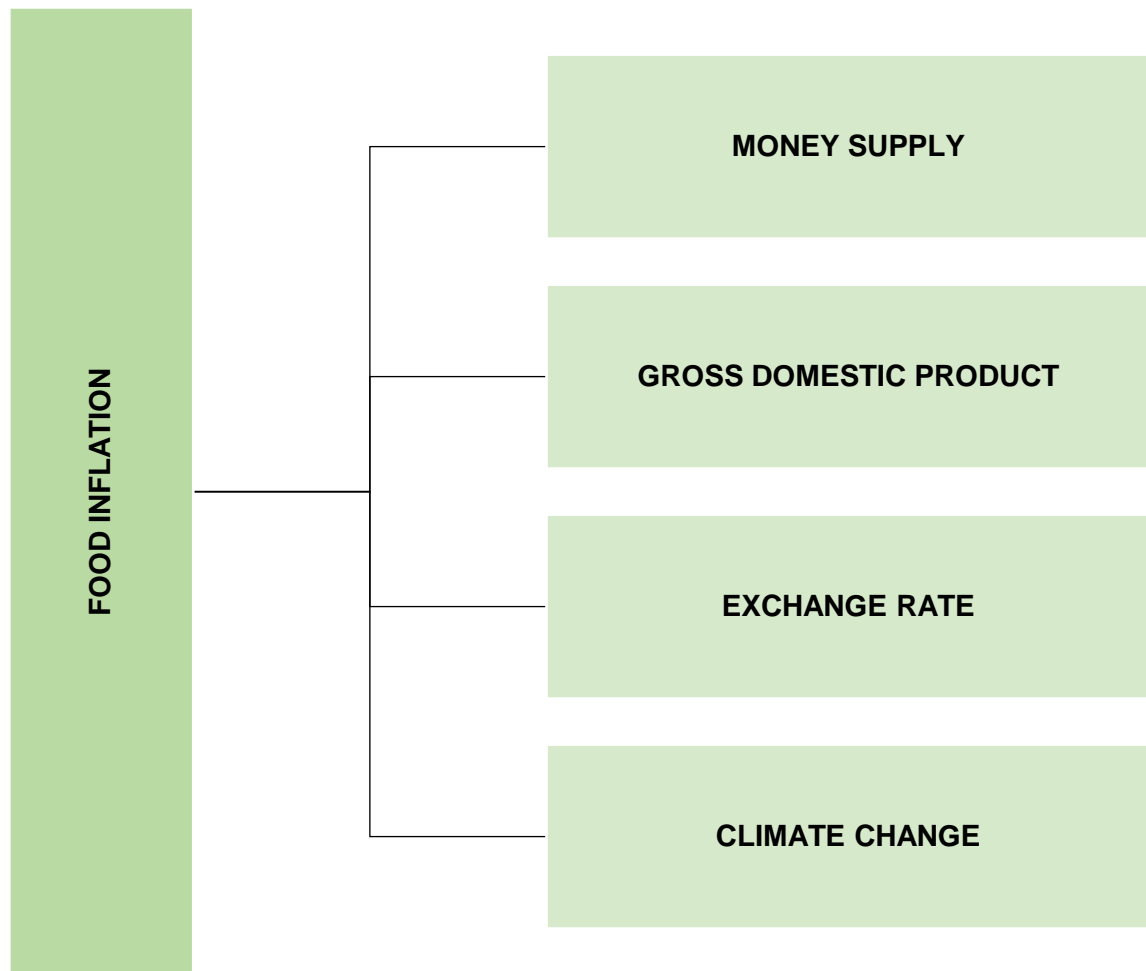 FOOD INFLATION
MONEY SUPPLY
GROSS DOMESTIC PRODUCT
EXCHANGE RATE
CLIMATE CHANGE